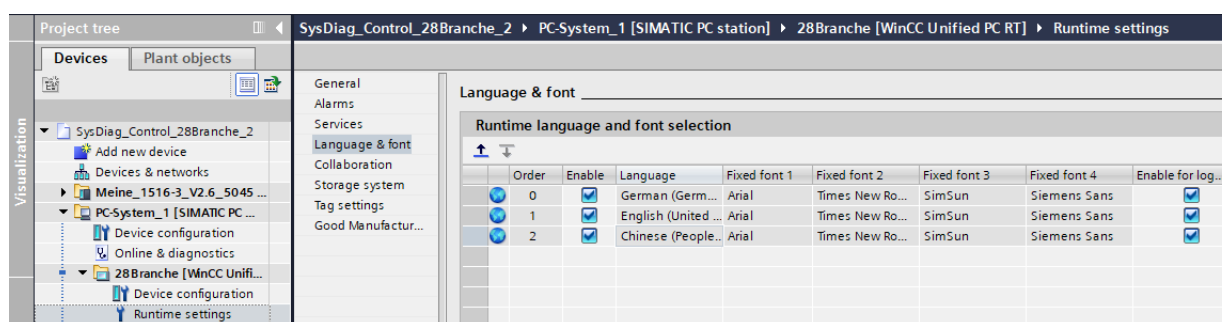 Project tree
SysDiag_Control_28Branche_2 ▸ PC-System_1 [SIMATIC PC station] ▸ 28Branche [WinCC Unified PC RT] ▸ Runtime settings
Devices
Plant objects
Visualization
SysDiag_Control_28Branche_2
Add new device
Devices & networks
Meine_1516-3_V2.6_5045 ...
PC-System_1 [SIMATIC PC ...
Device configuration
Online & diagnostics
28Branche [WinCC Unifi...
Device configuration
Runtime settings
General
Alarms
Services
Language & font
Collaboration
Storage system
Tag settings
Good Manufactur...
Language & font
Runtime language and font selection
Order Enable Language Fixed font 1 Fixed font 2 Fixed font 3 Fixed font 4 Enable for log...
0 German (Germ... Arial Times New Ro... SimSun Siemens Sans
1 English (United ... Arial Times New Ro... SimSun Siemens Sans
2 Chinese (People... Arial Times New Ro... SimSun Siemens Sans